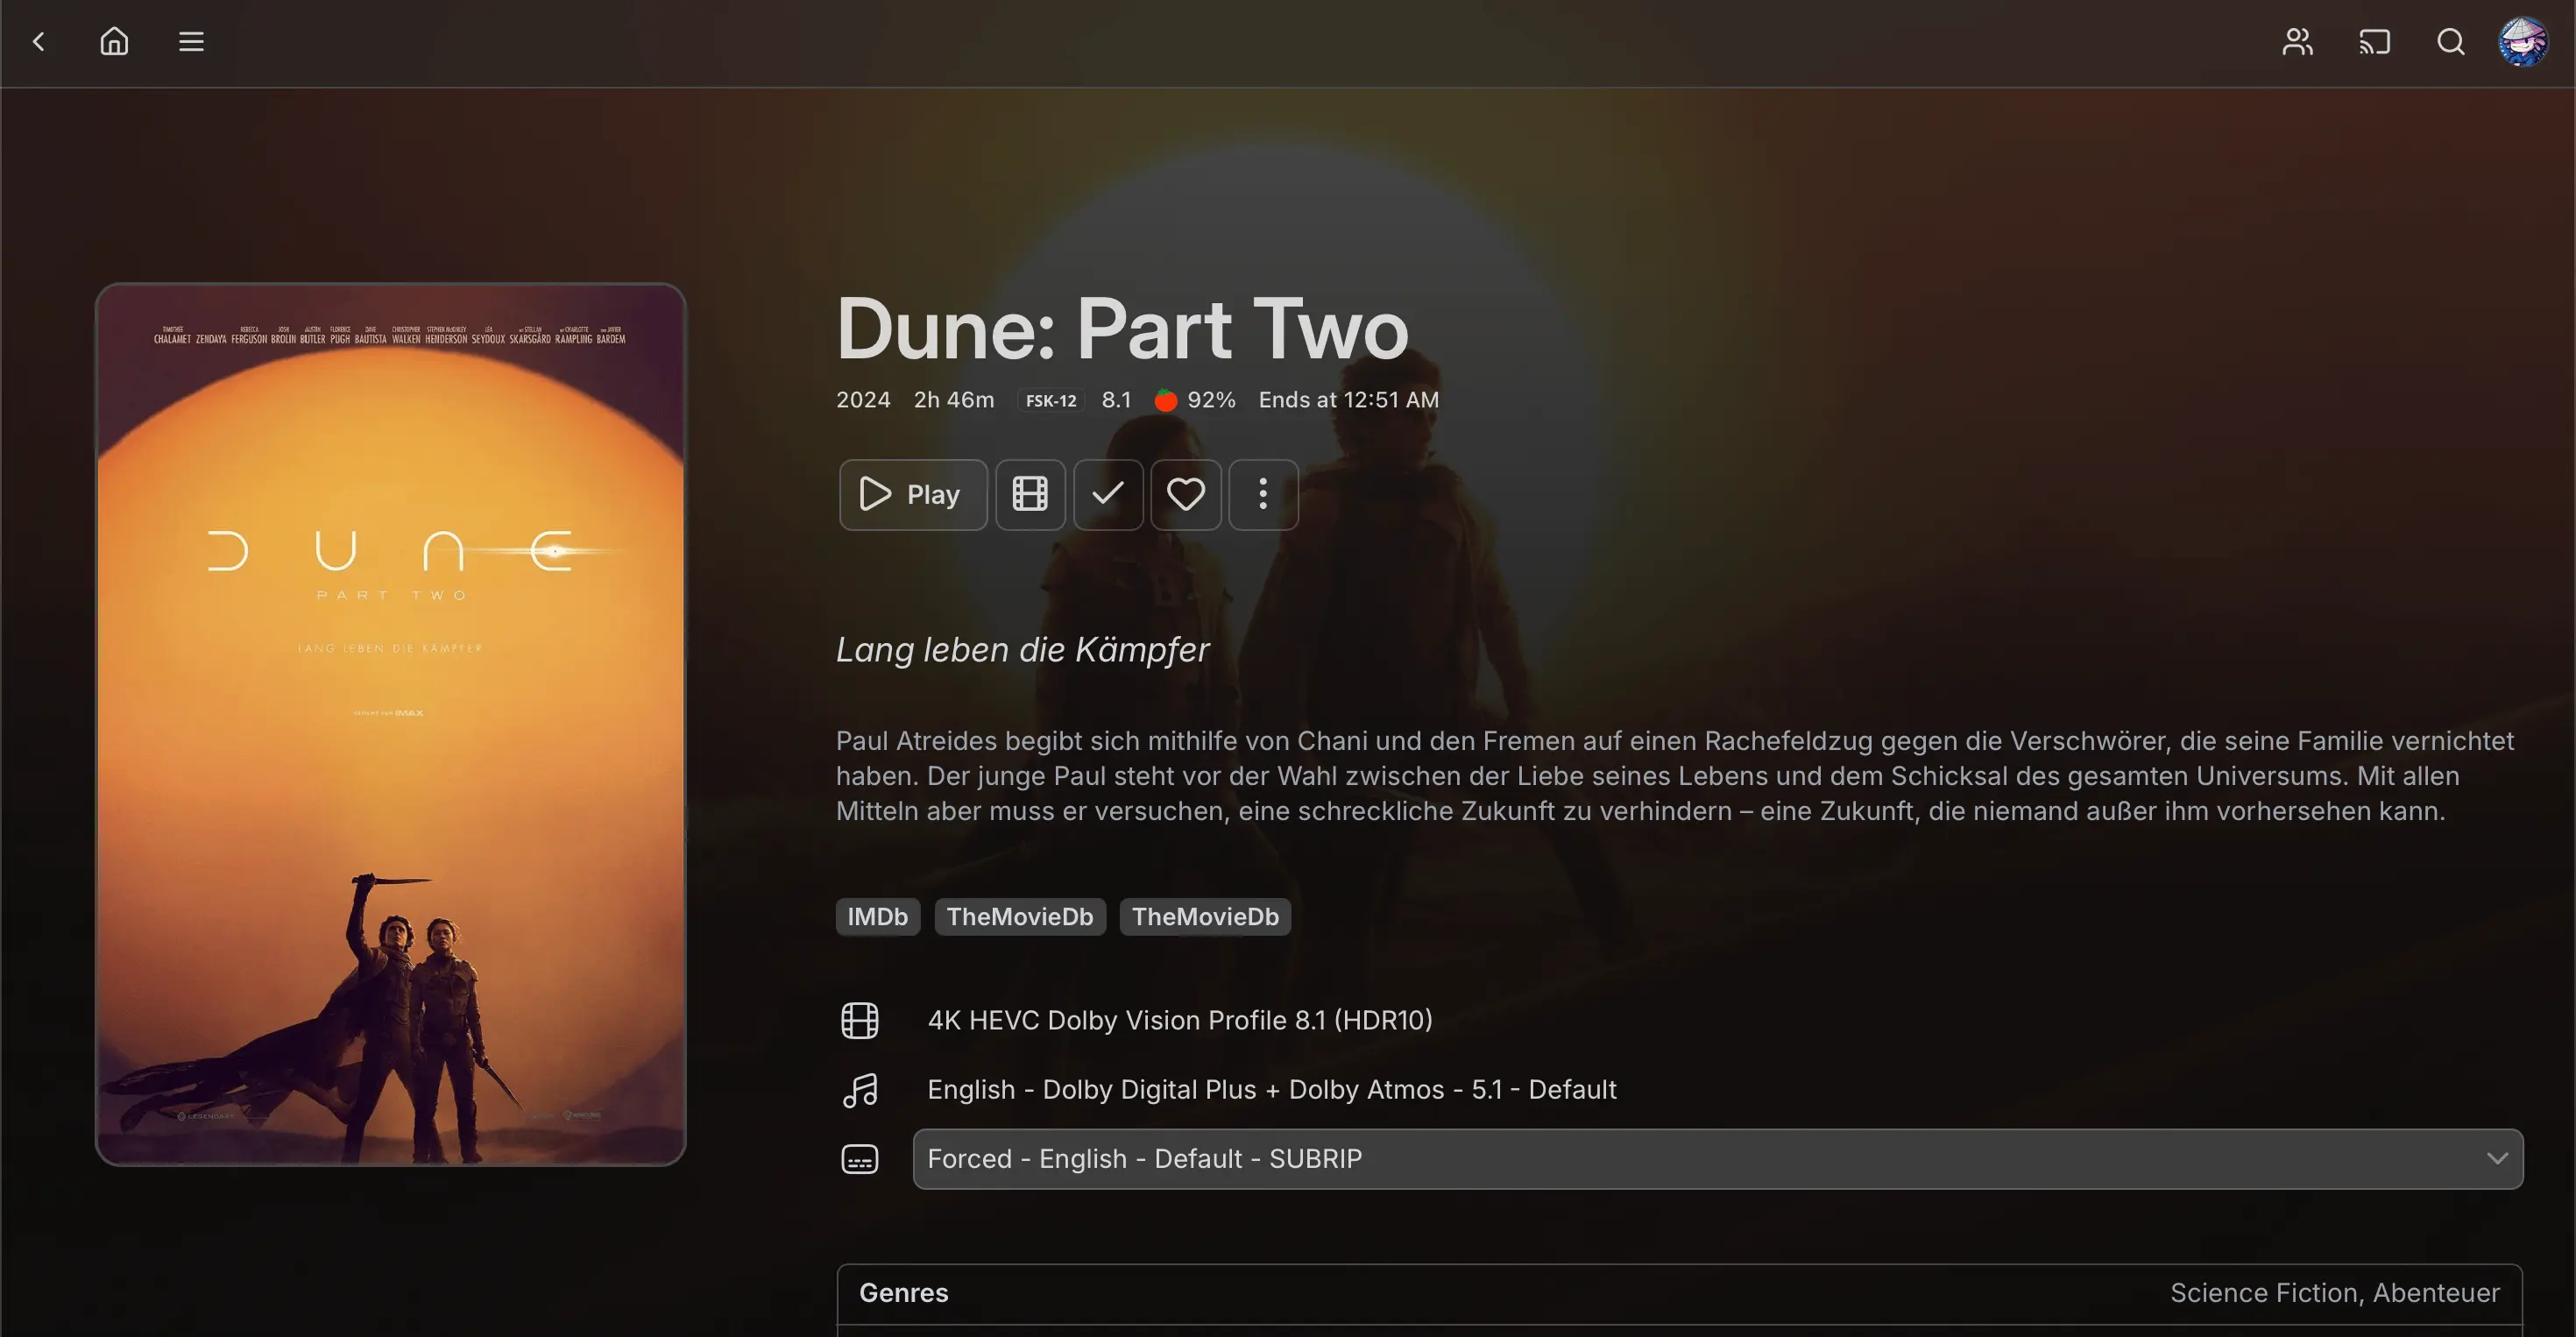 TIMOTHÉE REBECCA JOSH AUSTIN FLORENCE DAVE CHRISTOPHER STEPHEN McKINLEY LÉA STELLAN CHARLOTTE JAVIER
CHALAMET ZENDAYA FERGUSON BROLIN BUTLER PUGH BAUTISTA WALKEN HENDERSON SEYDOUX SKARSGÅRD RAMPLING BARDEM
DUNE
PART TWO
LANG LEBEN DIE KÄMPFER
IMAX
LEGENDARY
Dune: Part Two
2024 2h 46m FSK-12 8.1 92% Ends at 12:51 AM
Play
Lang leben die Kämpfer
Paul Atreides begibt sich mithilfe von Chani und den Fremen auf einen Rachefeldzug gegen die Verschwörer, die seine Familie vernichtet
haben. Der junge Paul steht vor der Wahl zwischen der Liebe seines Lebens und dem Schicksal des gesamten Universums. Mit allen
Mitteln aber muss er versuchen, eine schreckliche Zukunft zu verhindern – eine Zukunft, die niemand außer ihm vorhersehen kann.
IMDb TheMovieDb TheMovieDb
4K HEVC Dolby Vision Profile 8.1 (HDR10)
English - Dolby Digital Plus + Dolby Atmos - 5.1 - Default
Forced - English - Default - SUBRIP
Genres Science Fiction, Abenteuer